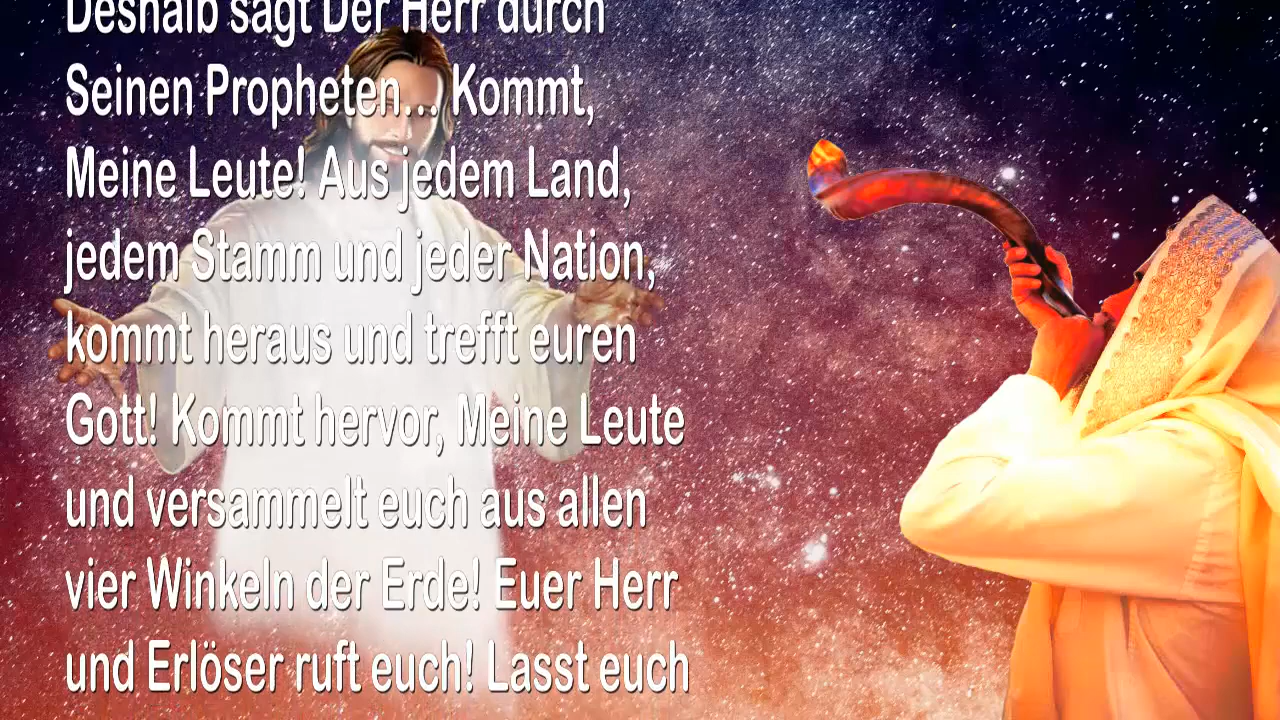 Deshalb sagt Der Herr durch
Seinen Propheten... Kommt,
Meine Leute! Aus jedem Land,
jedem Stamm und jeder Nation,
kommt heraus und trefft euren
Gott! Kommt hervor, Meine Leute
und versammelt euch aus allen
vier Winkeln der Erde! Euer Herr
und Erlöser ruft euch! Lasst euch